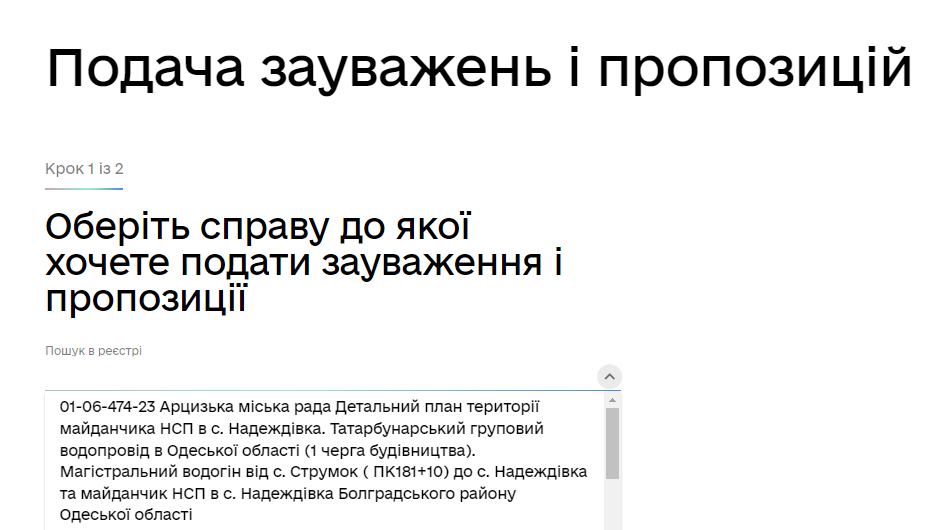 Подача зауважень і пропозицій
Крок 1 із 2
Оберіть справу до якої
хочете подати зауваження і
пропозиції
Пошук в реєстрі
01-06-474-23 Арцизька міська рада Детальний план території
майданчика НСП в с. Надеждівка. Татарбунарський груповий
водопровід в Одеської області (1 черга будівництва).
Магістральний водогін від с. Струмок ( ПК181+10) до с. Надеждівка
та майданчик НСП в с. Надеждівка Болградського району
Одеської області